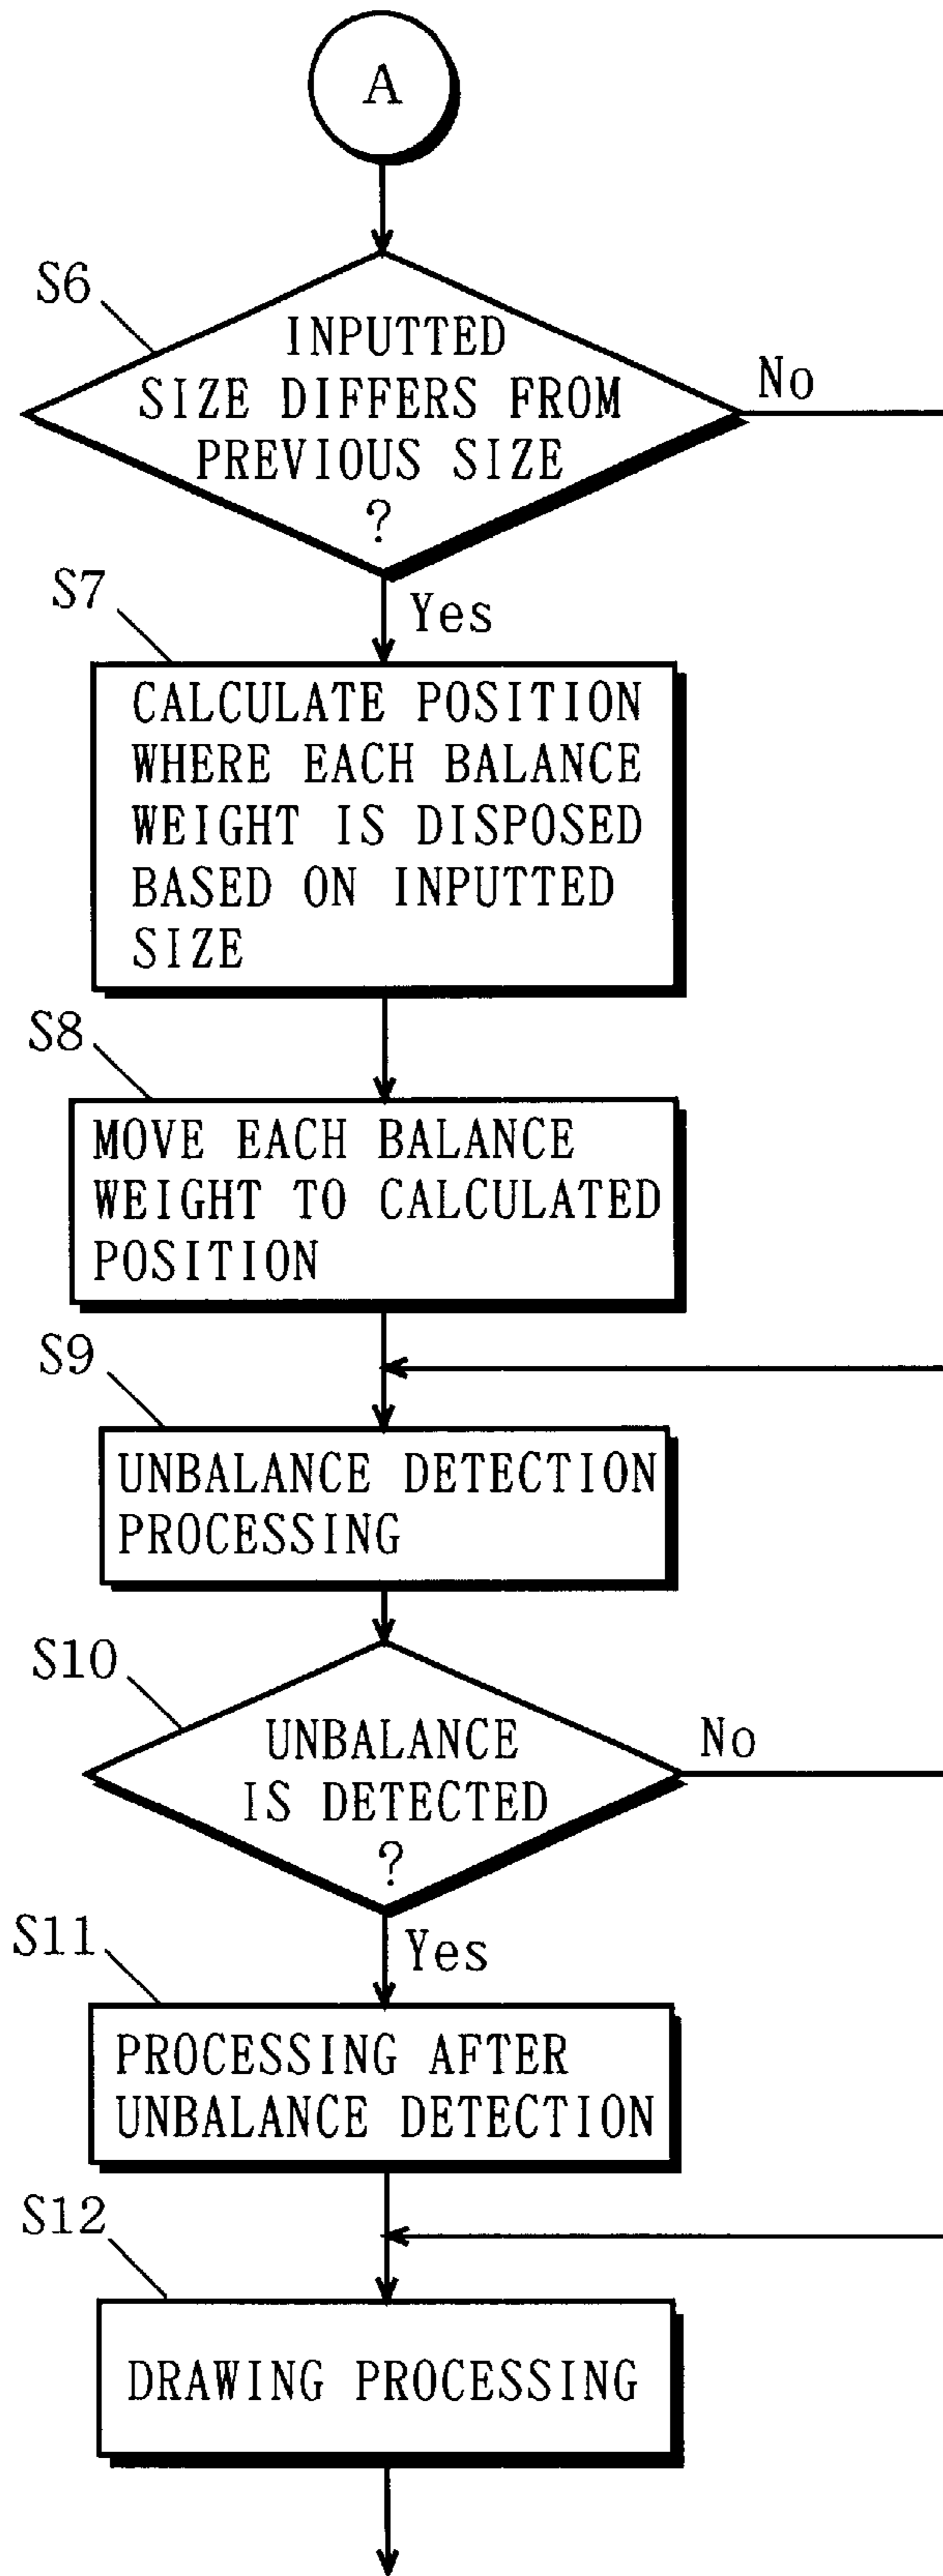 A
S6
INPUTTED
SIZE DIFFERS FROM
PREVIOUS SIZE
?
No
Yes
S7
CALCULATE POSITION
WHERE EACH BALANCE
WEIGHT IS DISPOSED
BASED ON INPUTTED
SIZE
S8
MOVE EACH BALANCE
WEIGHT TO CALCULATED
POSITION
S9
UNBALANCE DETECTION
PROCESSING
S10
UNBALANCE
IS DETECTED
?
No
Yes
S11
PROCESSING AFTER
UNBALANCE DETECTION
S12
DRAWING PROCESSING